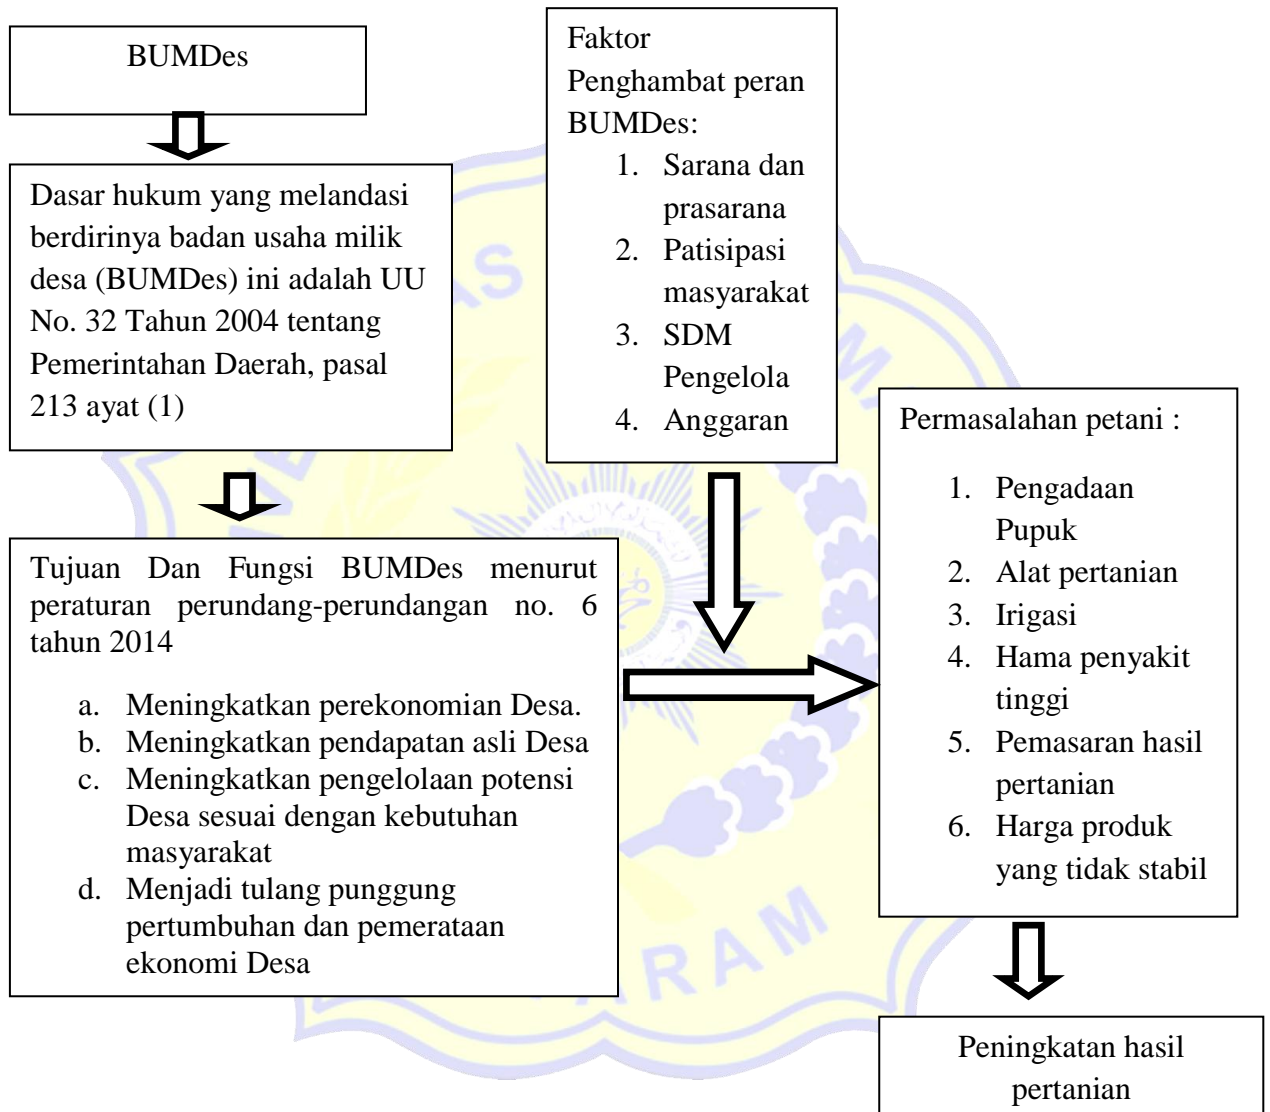 BUMDes
Dasar hukum yang melandasi
berdirinya badan usaha milik
desa (BUMDes) ini adalah UU
No. 32 Tahun 2004 tentang
Pemerintahan Daerah, pasal
213 ayat (1)
Tujuan Dan Fungsi BUMDes menurut
peraturan perundang-perundangan no. 6
tahun 2014
a. Meningkatkan perekonomian Desa.
b. Meningkatkan pendapatan asli Desa
c. Meningkatkan pengelolaan potensi
Desa sesuai dengan kebutuhan
masyarakat
d. Menjadi tulang punggung
pertumbuhan dan pemerataan
ekonomi Desa
Faktor
Penghambat peran
BUMDes:
1. Sarana dan
prasarana
2. Patisipasi
masyarakat
3. SDM
Pengelola
4. Anggaran
Permasalahan petani :
1. Pengadaan
Pupuk
2. Alat pertanian
3. Irigasi
4. Hama penyakit
tinggi
5. Pemasaran hasil
pertanian
6. Harga produk
yang tidak stabil
Peningkatan hasil
pertanian